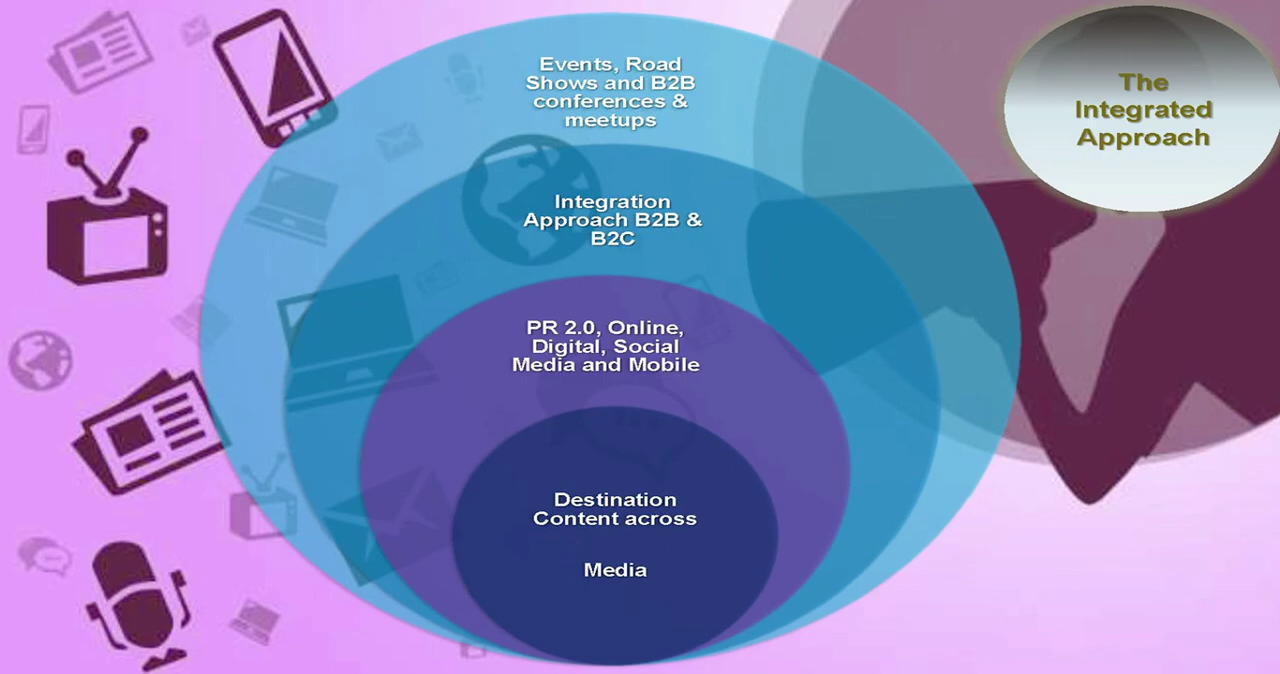 Events, Road
Shows and B2B
conferences &
meetups
The
Integrated
Approach
Integration
Approach B2B &
B2C
PR 2.0, Online,
Digital, Social
Media and Mobile
Destination
Content across
Media